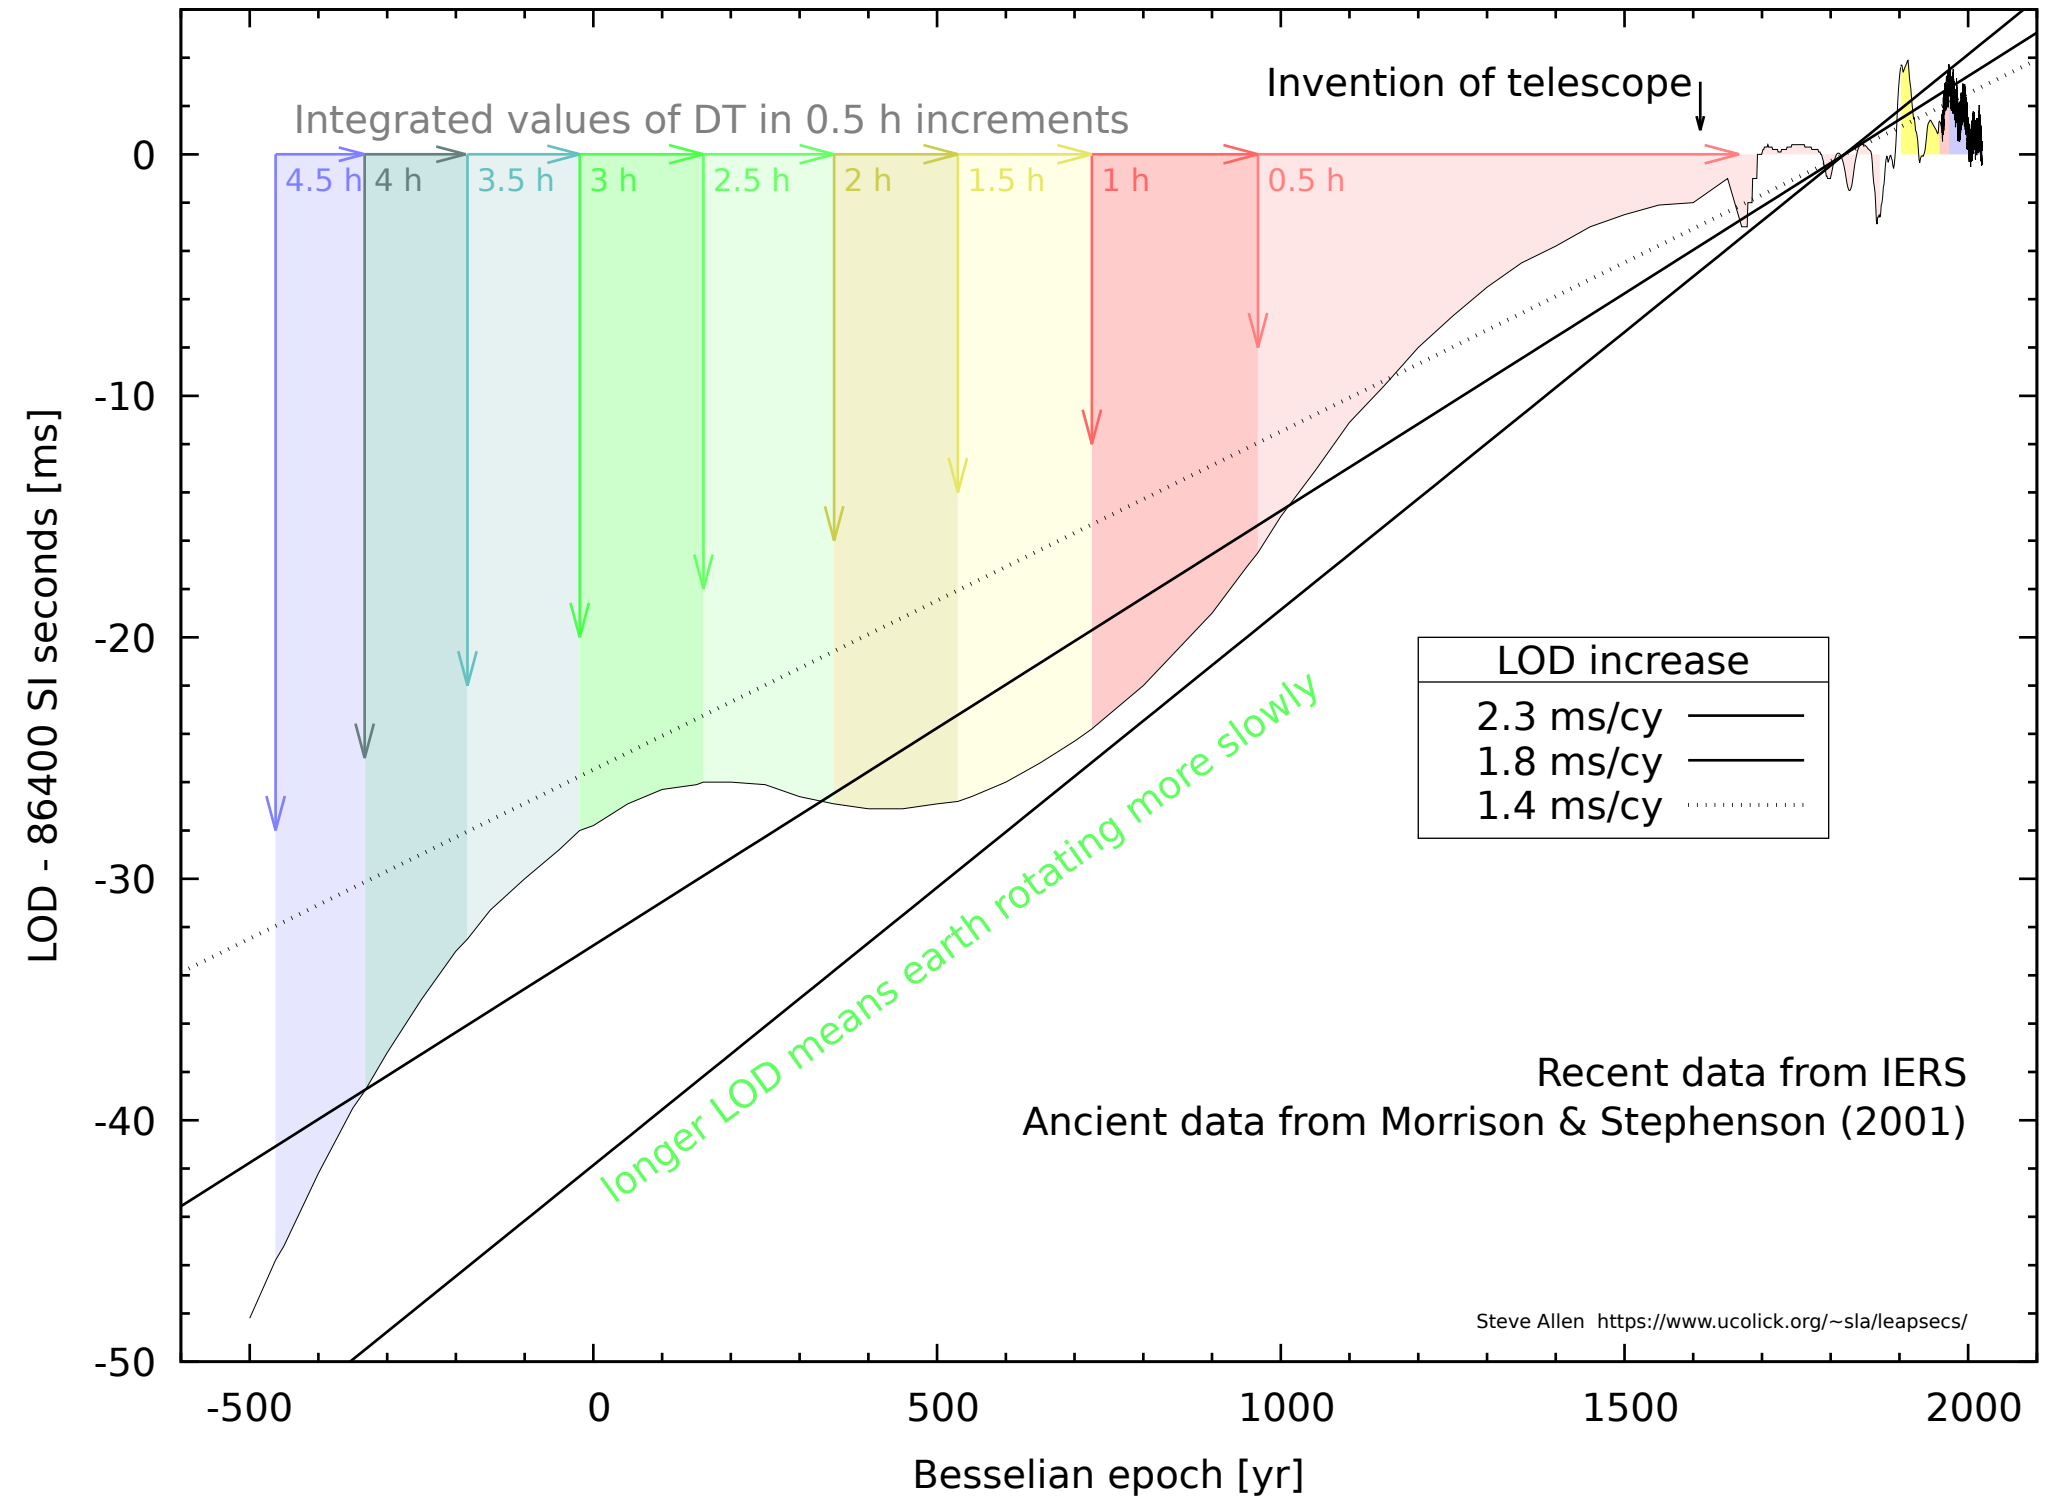 Invention of telescope
Integrated values of DT in 0.5 h increments
4.5 h
4 h
3.5 h
3 h
2.5 h
2 h
1.5 h
1 h
0.5 h
0
-10
-20
-30
-40
-50
LOD - 86400 SI seconds [ms]
LOD increase
2.3 ms/cy
1.8 ms/cy
1.4 ms/cy
longer LOD means earth rotating more slowly
Recent data from IERS
Ancient data from Morrison & Stephenson (2001)
Steve Allen https://www.ucolick.org/~sla/leapsecs/
-500
0
500
1000
1500
2000
Besselian epoch [yr]